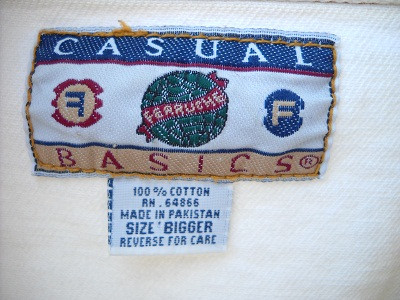 CASUAL
F FERRUCHE F
BASICS®
100% COTTON
RN. 64866
MADE IN PAKISTAN
SIZE' BIGGER
REVERSE FOR CARE